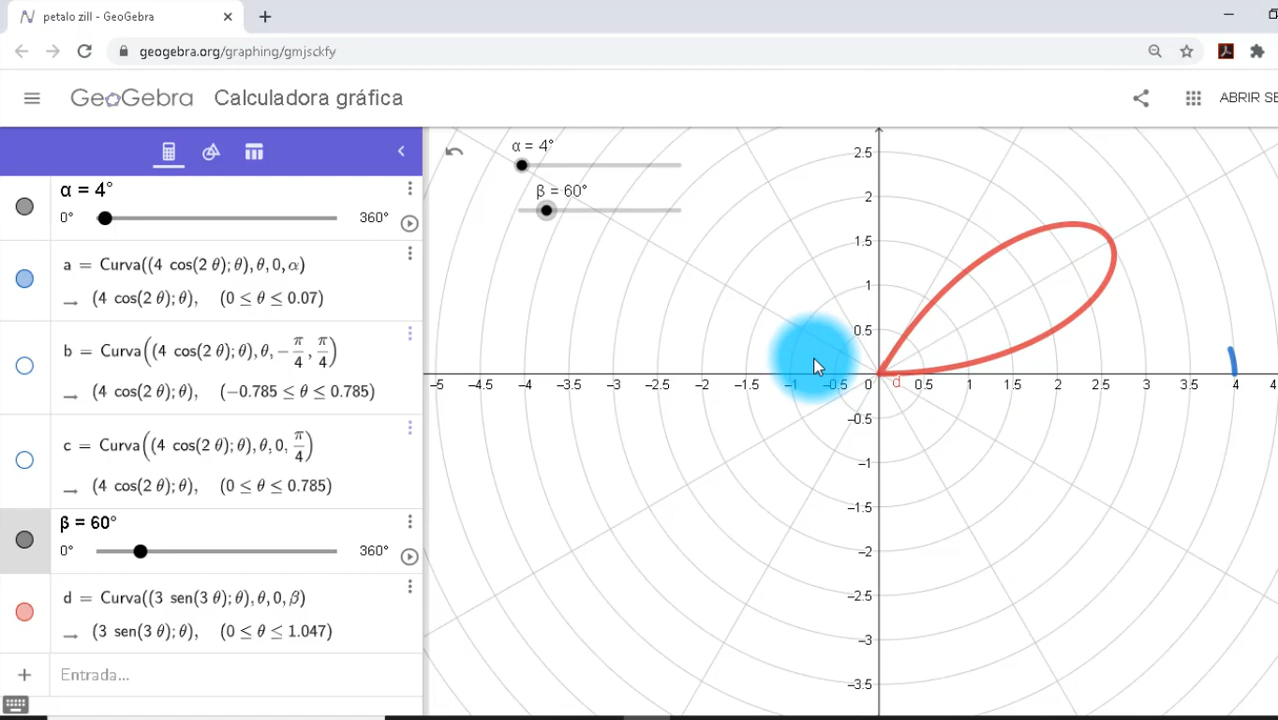 petalo zill - GeoGebra
geogebra.org/graphing/gmjsckfy
GeoGebra Calculadora gráfica
ABRIR SE
α = 4°
0° 360°
a = Curva((4 cos(2 θ); θ), θ, 0, α)
→ (4 cos(2 θ); θ), (0 ≤ θ ≤ 0.07)
b = Curva((4 cos(2 θ); θ), θ, −π/4, π/4)
(4 cos(2 θ); θ), (−0.785 ≤ θ ≤ 0.785)
c = Curva((4 cos(2 θ); θ), θ, 0, π/4)
→ (4 cos(2 θ); θ), (0 ≤ θ ≤ 0.785)
β = 60°
0° 360°
d = Curva((3 sen(3 θ); θ), θ, 0, β)
→ (3 sen(3 θ); θ), (0 ≤ θ ≤ 1.047)
Entrada...
α = 4°
β = 60°
2.5
2
1.5
1
0.5
−5 −4.5 −4 −3.5 −3 −2.5 −2 −1.5 −1 −0.5 0 0.5 1 1.5 2 2.5 3 3.5 4 4
d
−0.5
−1
−1.5
−2
−2.5
−3
−3.5